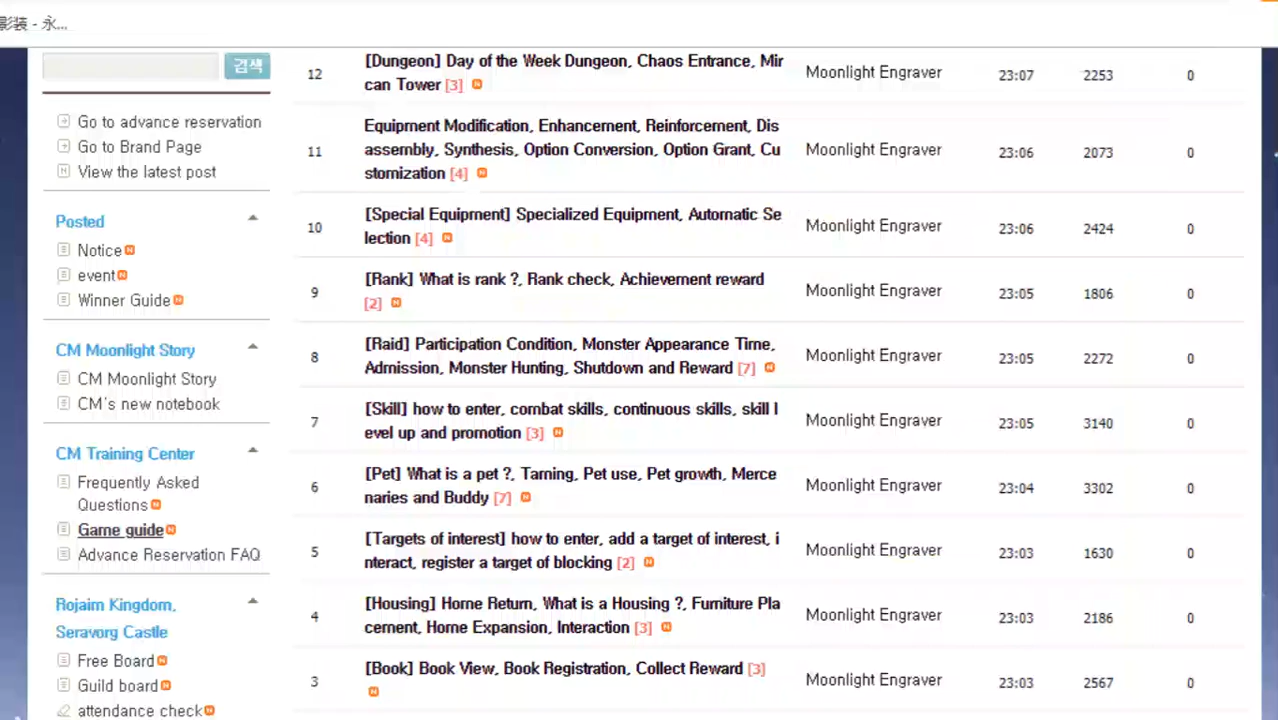 影装 - 永...
검색
Go to advance reservation
Go to Brand Page
View the latest post
Posted
Notice N
event N
Winner Guide N
CM Moonlight Story
CM Moonlight Story
CM's new notebook
CM Training Center
Frequently Asked
Questions N
Game guide N
Advance Reservation FAQ
Rojaim Kingdom,
Seravorg Castle
Free Board N
Guild board N
attendance check N
12 [Dungeon] Day of the Week Dungeon, Chaos Entrance, Mir Moonlight Engraver 23:07 2253 0
can Tower [3] N
Equipment Modification, Enhancement, Reinforcement, Dis
11 assembly, Synthesis, Option Conversion, Option Grant, Cu Moonlight Engraver 23:06 2073 0
stomization [4] N
10 [Special Equipment] Specialized Equipment, Automatic Se Moonlight Engraver 23:06 2424 0
lection [4] N
9 [Rank] What is rank ?, Rank check, Achievement reward Moonlight Engraver 23:05 1806 0
[2] N
8 [Raid] Participation Condition, Monster Appearance Time, Moonlight Engraver 23:05 2272 0
Admission, Monster Hunting, Shutdown and Reward [7] N
7 [Skill] how to enter, combat skills, continuous skills, skill l Moonlight Engraver 23:05 3140 0
evel up and promotion [3] N
6 [Pet] What is a pet ?, Taming, Pet use, Pet growth, Merce Moonlight Engraver 23:04 3302 0
naries and Buddy [7] N
5 [Targets of interest] how to enter, add a target of interest, i Moonlight Engraver 23:03 1630 0
nteract, register a target of blocking [2] N
4 [Housing] Home Return, What is a Housing ?, Furniture Pla Moonlight Engraver 23:03 2186 0
cement, Home Expansion, Interaction [3] N
3 [Book] Book View, Book Registration, Collect Reward [3] Moonlight Engraver 23:03 2567 0
N